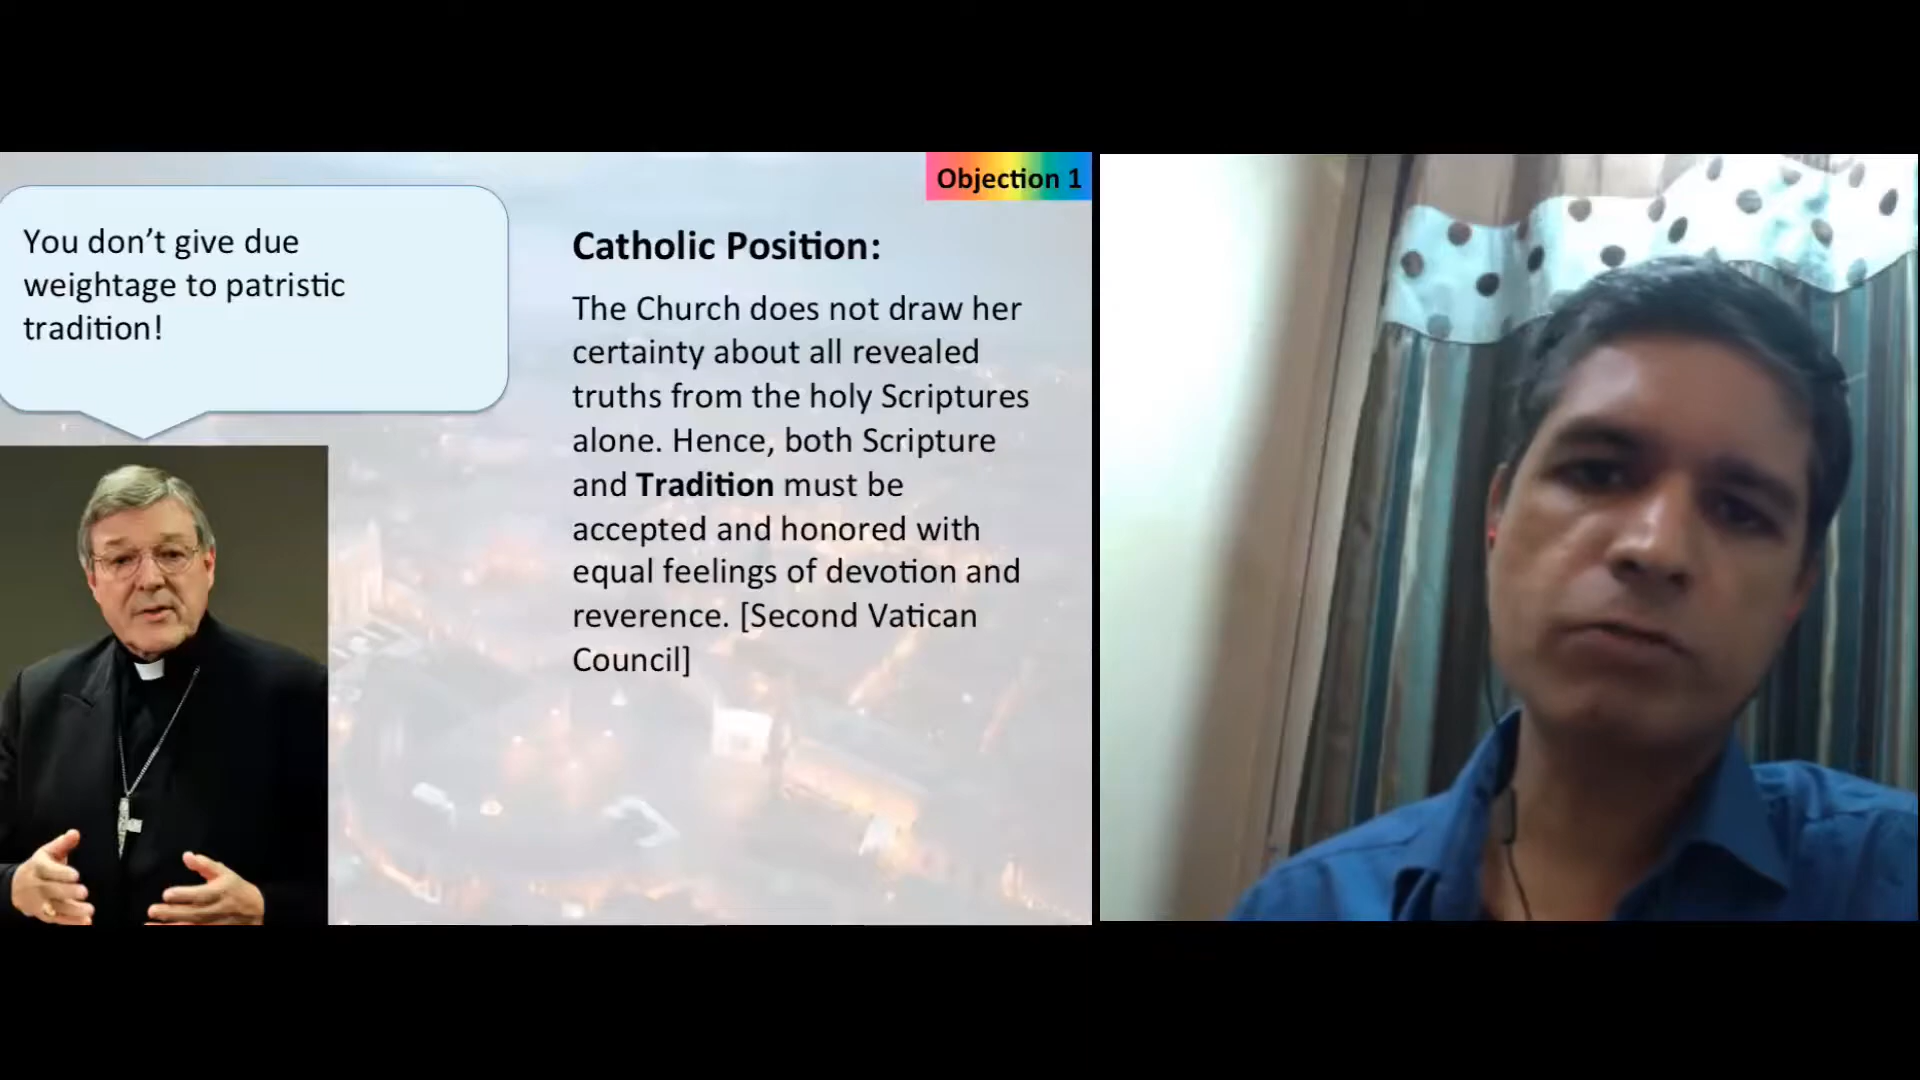 Objection 1
You don’t give due
weightage to patristic
tradition!
Catholic Position:
The Church does not draw her
certainty about all revealed
truths from the holy Scriptures
alone. Hence, both Scripture
and Tradition must be
accepted and honored with
equal feelings of devotion and
reverence. [Second Vatican
Council]